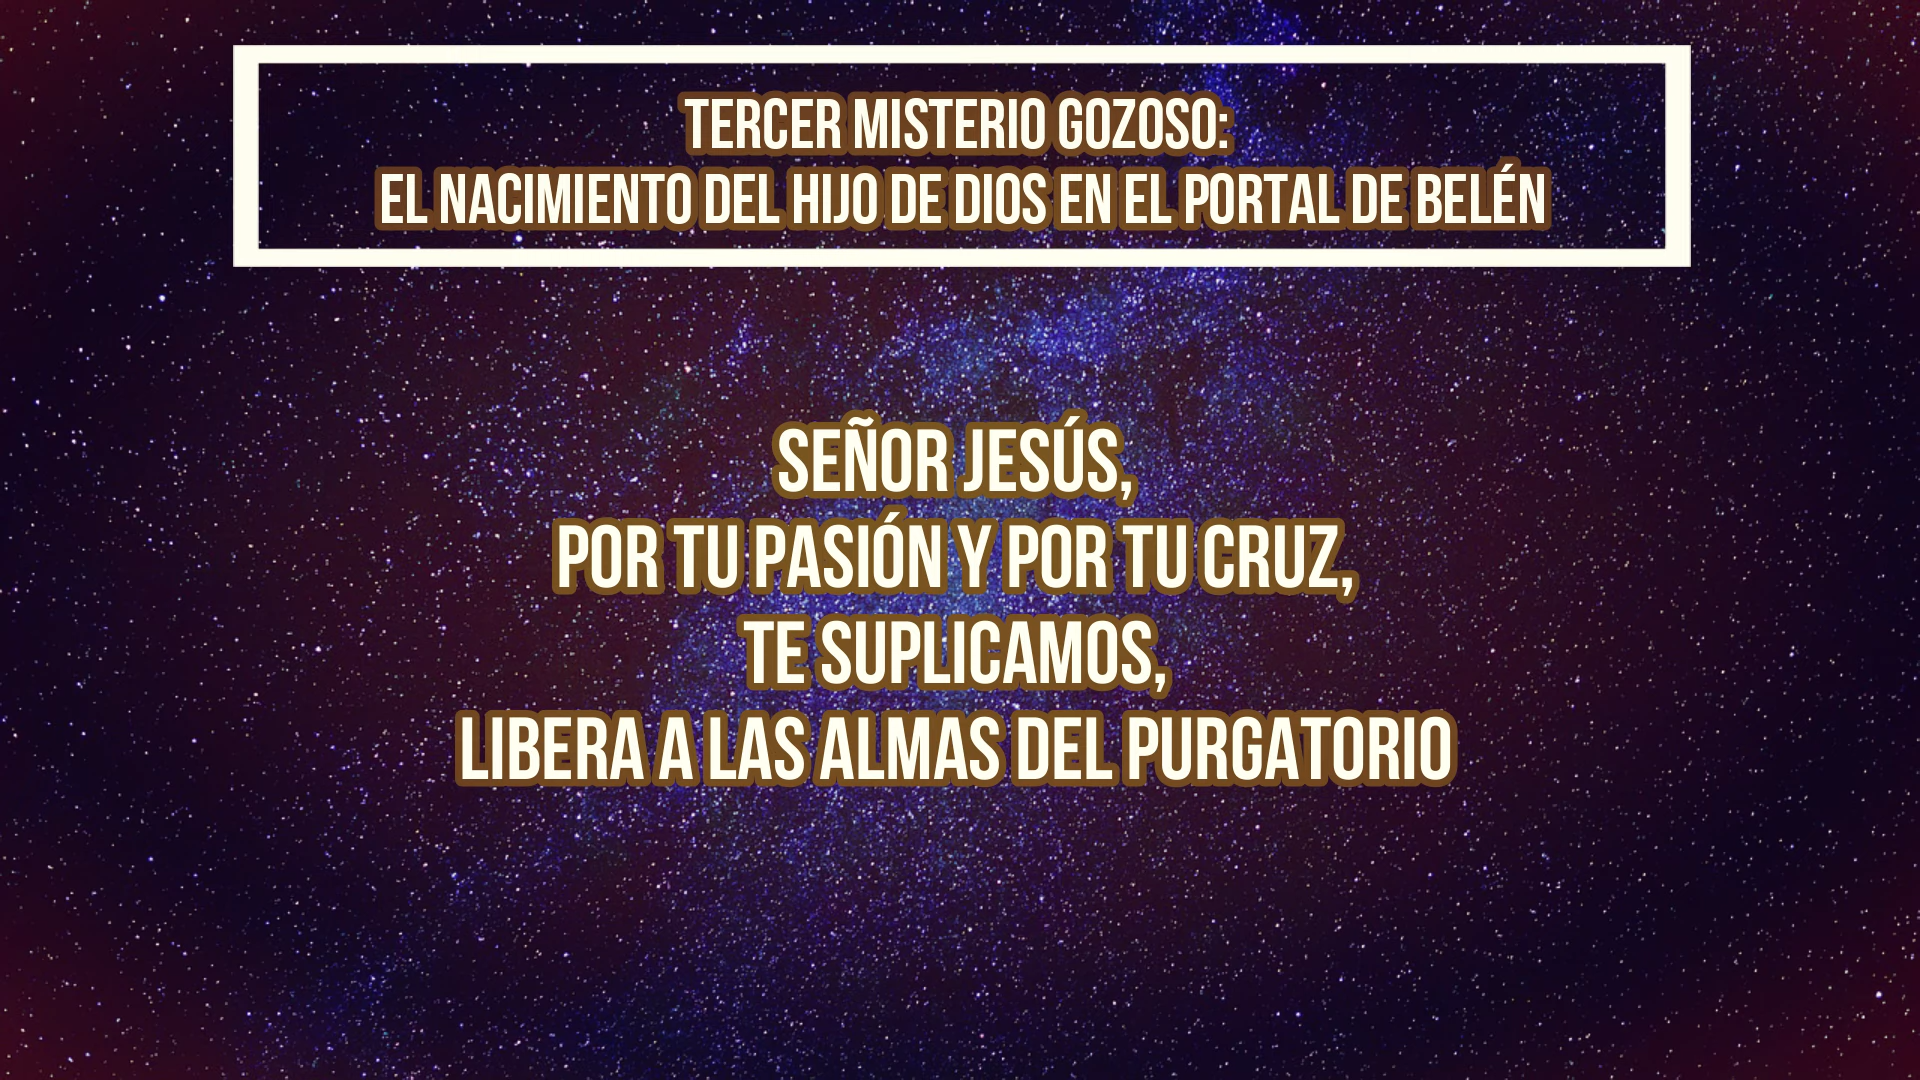 TERCER MISTERIO GOZOSO:
EL NACIMIENTO DEL HIJO DE DIOS EN EL PORTAL DE BELÉN
SEÑOR JESÚS,
POR TU PASIÓN Y POR TU CRUZ,
TE SUPLICAMOS,
LIBERA A LAS ALMAS DEL PURGATORIO